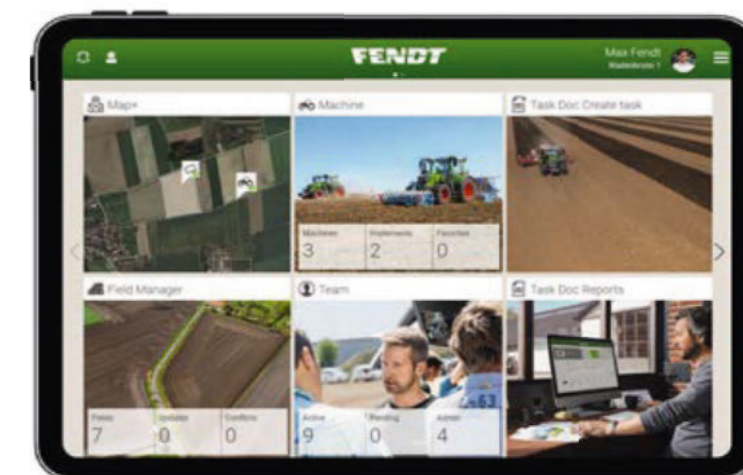 FENDT
Max Fendt
Map+
Machine
Task Doc Create task
Machines
Implements
Favorites
3
2
0
Field Manager
Team
Task Doc Reports
Fields
Updates
Conflicts
7
0
0
Active
Pending
Admin
9
0
4
63